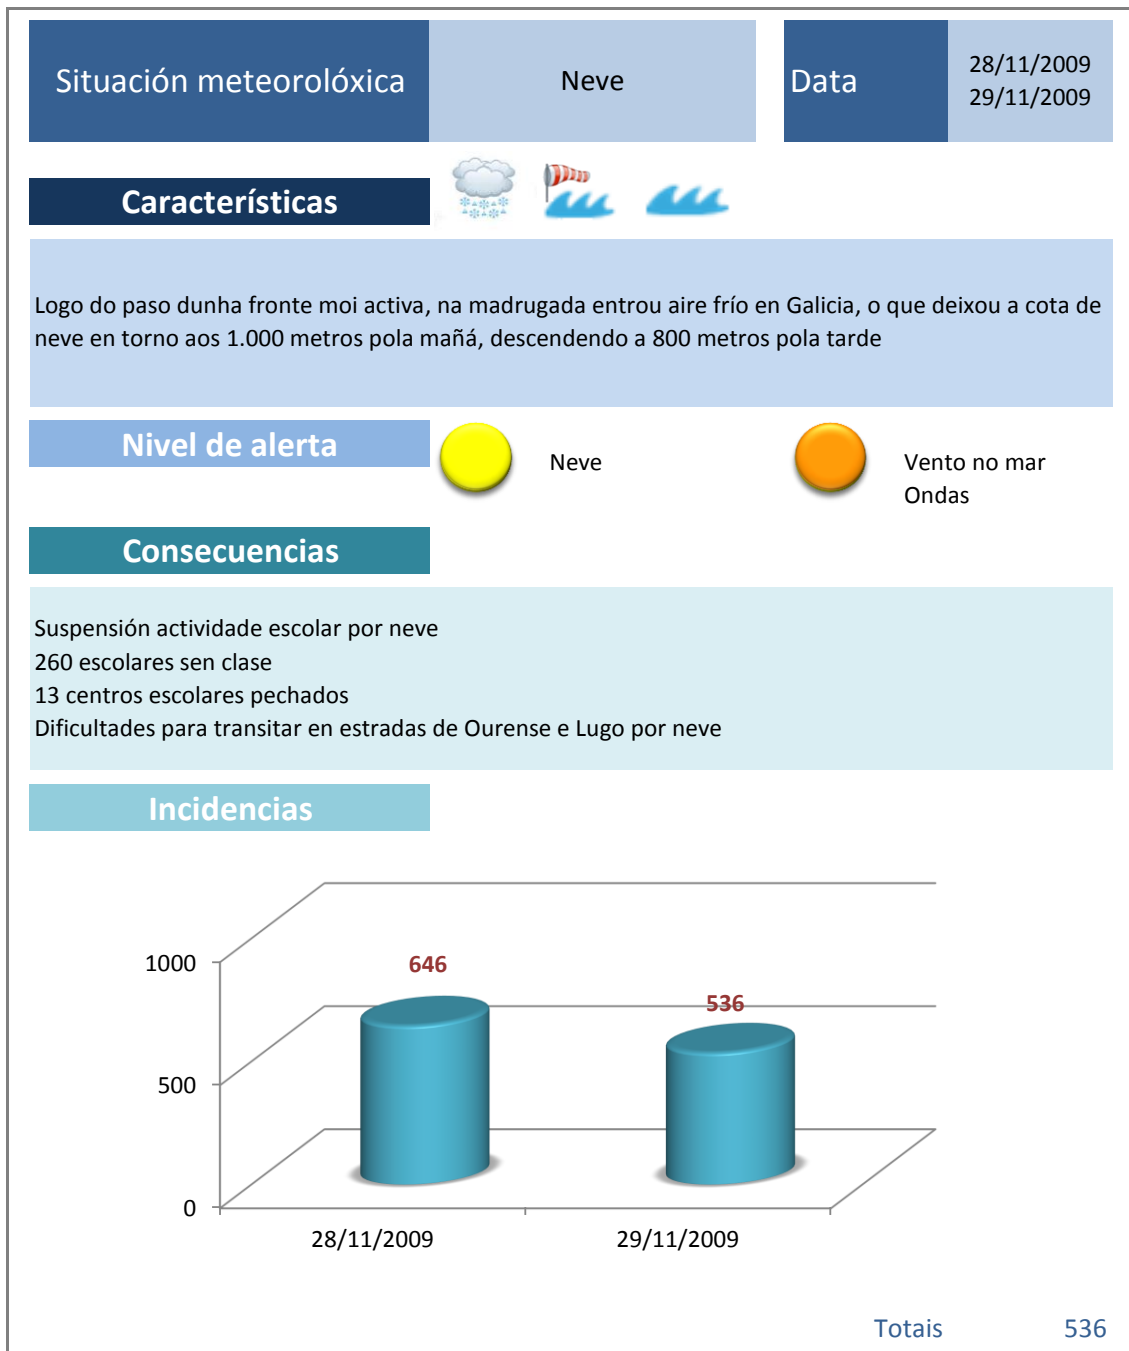 Situación meteorolóxica
Neve
Data
28/11/2009
29/11/2009
Características
Logo do paso dunha fronte moi activa, na madrugada entrou aire frío en Galicia, o que deixou a cota de
neve en torno aos 1.000 metros pola mañá, descendendo a 800 metros pola tarde
Nivel de alerta
Neve
Vento no mar
Ondas
Consecuencias
Suspensión actividade escolar por neve
260 escolares sen clase
13 centros escolares pechados
Dificultades para transitar en estradas de Ourense e Lugo por neve
Incidencias
1000
500
0
646
536
28/11/2009
29/11/2009
Totais 536